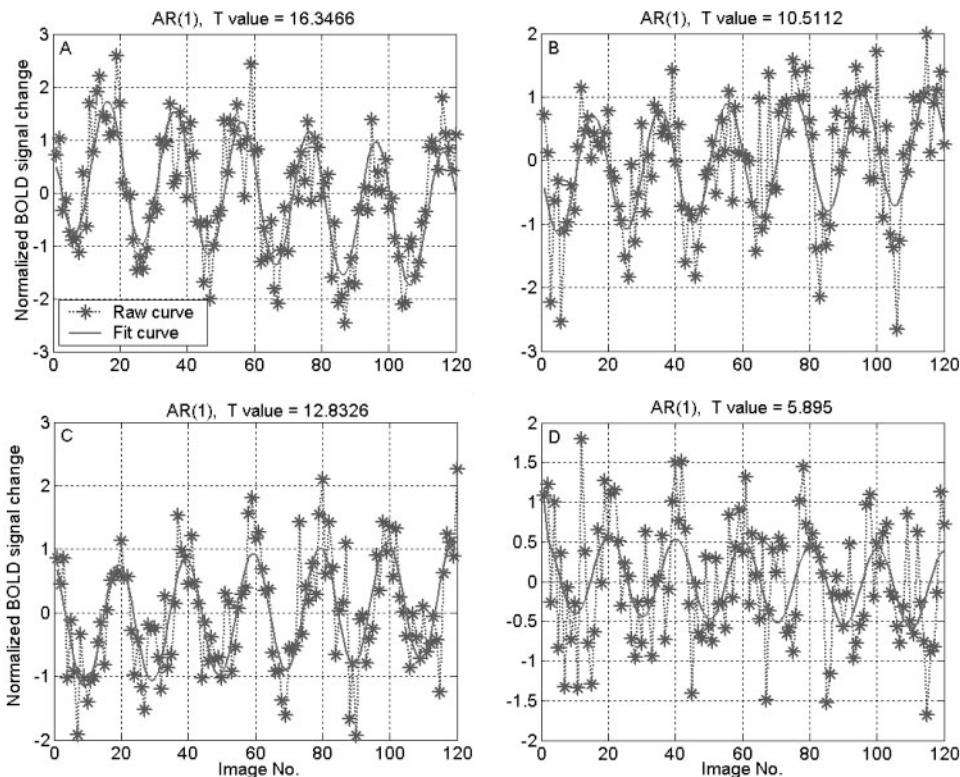 AR(1), T value = 16.3466
A
Normalized BOLD signal change
3
2
1
0
-1
-2
-3
Raw curve
Fit curve
0 20 40 60 80 100 120
AR(1), T value = 10.5112
B
2
1
0
-1
-2
-3
0 20 40 60 80 100 120
AR(1), T value = 12.8326
C
Normalized BOLD signal change
3
2
1
0
-1
-2
0 20 40 60 80 100 120
Image No.
AR(1), T value = 5.895
D
2
1.5
1
0.5
0
-0.5
-1
-1.5
-2
0 20 40 60 80 100 120
Image No.